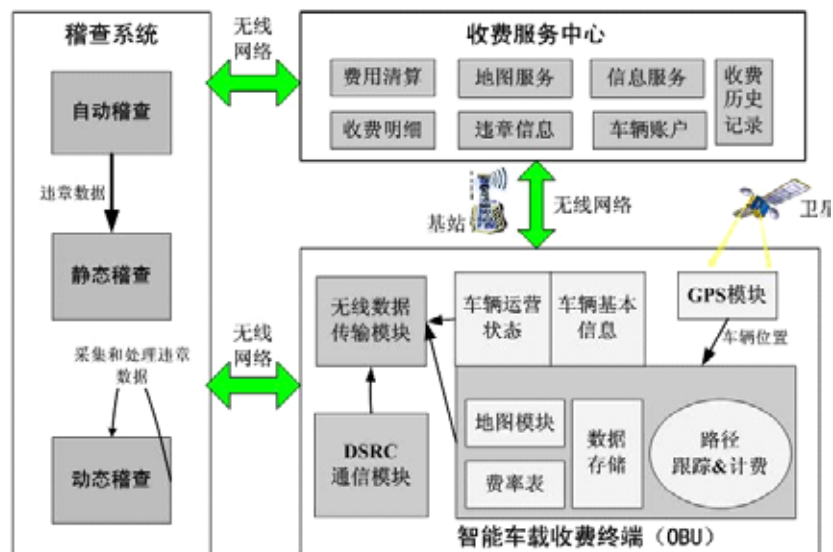 稽查系统
自动稽查
违章数据
静态稽查
采集和处理违章
数据
动态稽查
无线
网络
无线
网络
收费服务中心
费用清算
地图服务
信息服务
收费
历史
记录
收费明细
违章信息
车辆账户
基站
无线网络
卫星
无线数据
传输模块
车辆运营
状态
车辆基本
信息
GPS模块
车辆位置
DSRC
通信模块
地图模块
费率表
数据
存储
路径
跟踪&计费
智能车载收费终端（OBU）